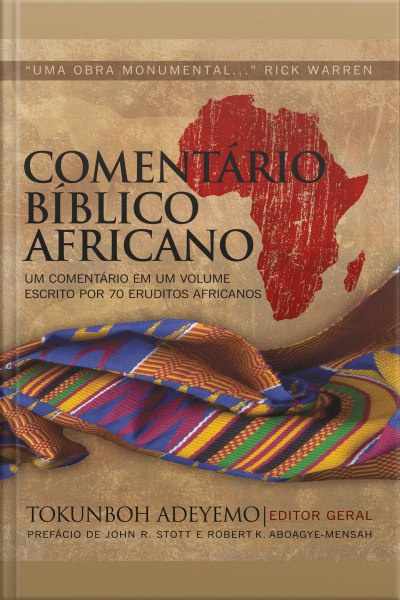 "UMA OBRA MONUMENTAL..." RICK WARREN
COMENTÁRIO
BÍBLICO
AFRICANO
UM COMENTÁRIO EM UM VOLUME
ESCRITO POR 70 ERUDITOS AFRICANOS
TOKUNBOH ADEYEMO|EDITOR GERAL
PREFÁCIO DE JOHN R. STOTT E ROBERT K. ABOAGYE-MENSAH